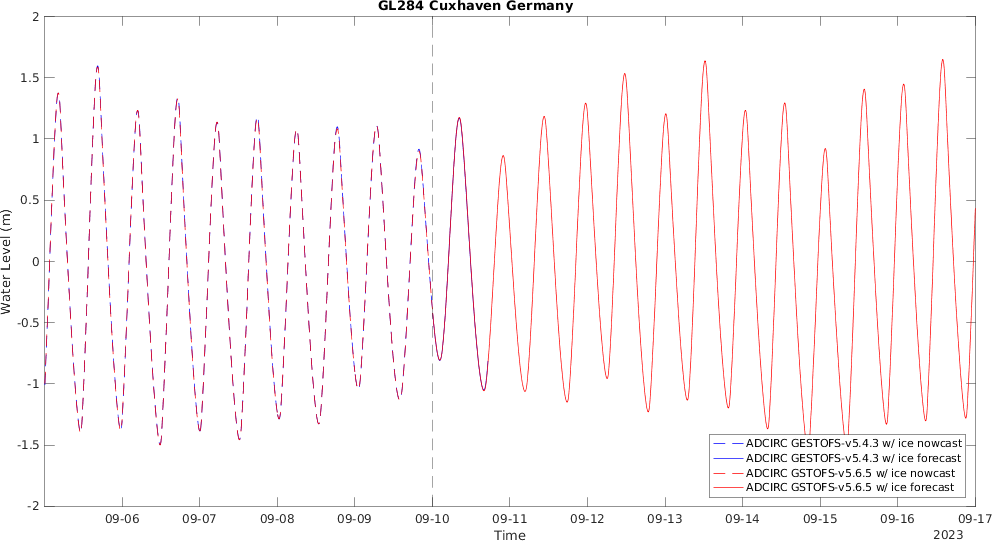 GL284 Cuxhaven Germany
2
1.5
1
0.5
0
-0.5
-1
-1.5
-2
Water Level (m)
ADCIRC GESTOFS-v5.4.3 w/ ice nowcast
ADCIRC GESTOFS-v5.4.3 w/ ice forecast
ADCIRC GSTOFS-v5.6.5 w/ ice nowcast
ADCIRC GSTOFS-v5.6.5 w/ ice forecast
09-06 09-07 09-08 09-09 09-10 09-11 09-12 09-13 09-14 09-15 09-16 09-17
Time
2023